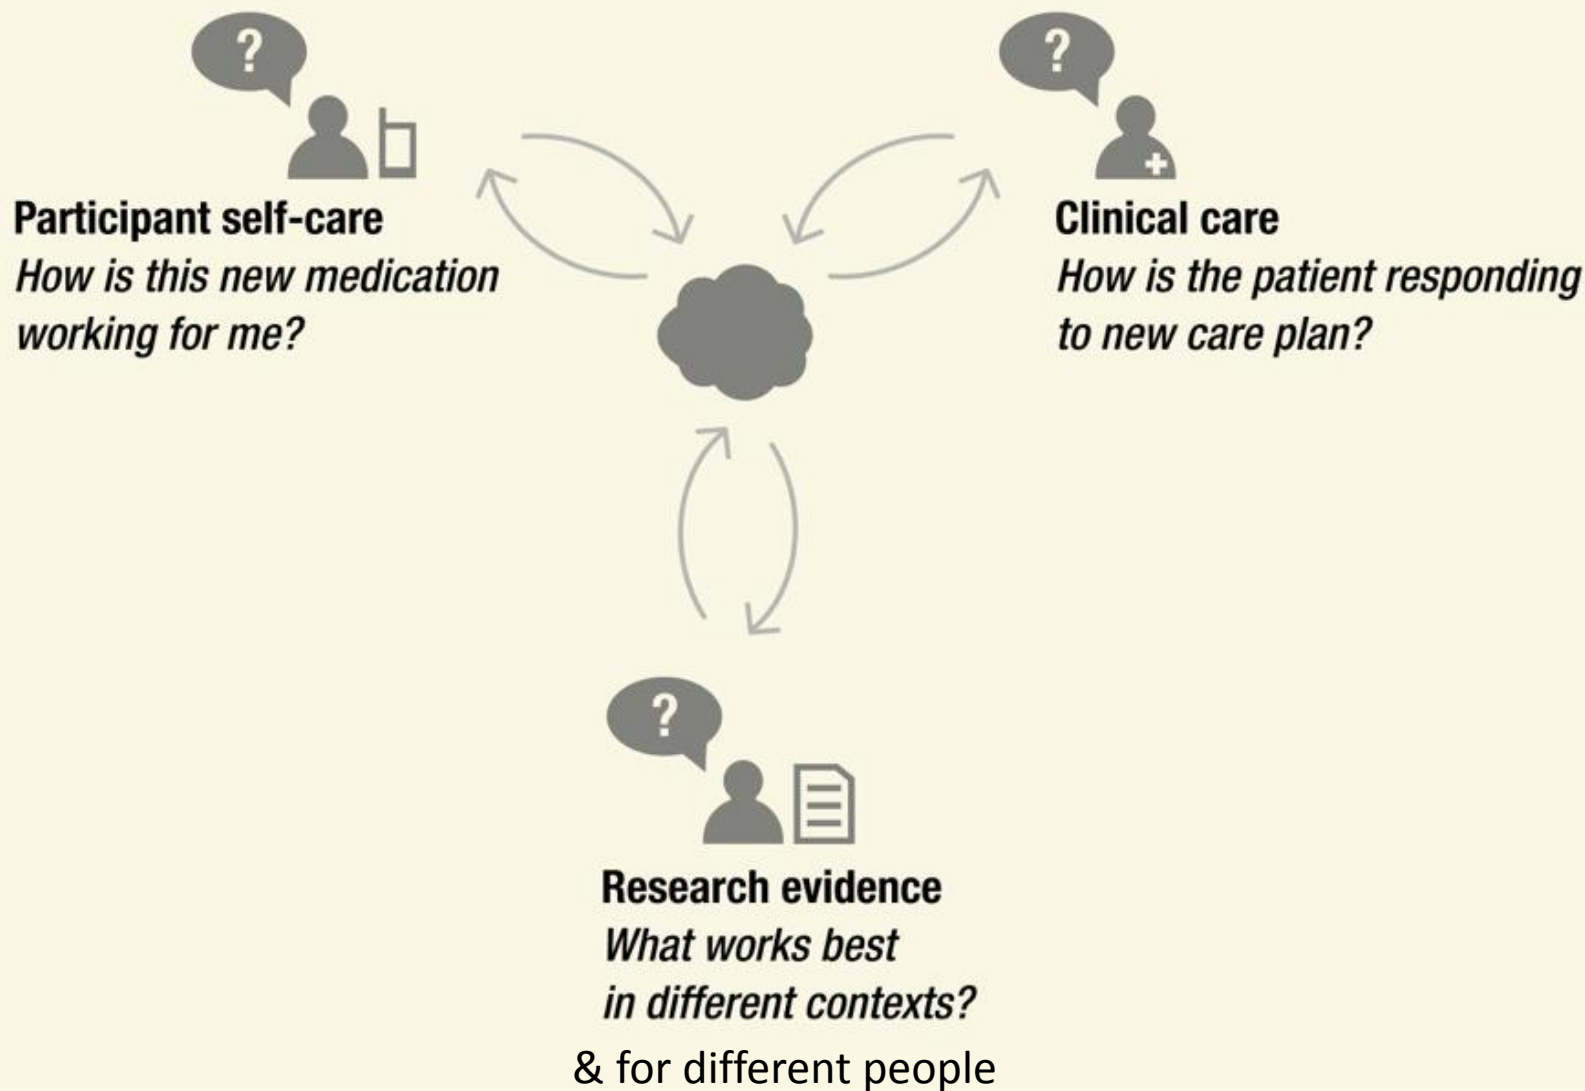 ?
Participant self-care
How is this new medication
working for me?
?
Clinical care
How is the patient responding
to new care plan?
?
Research evidence
What works best
in different contexts?
& for different people